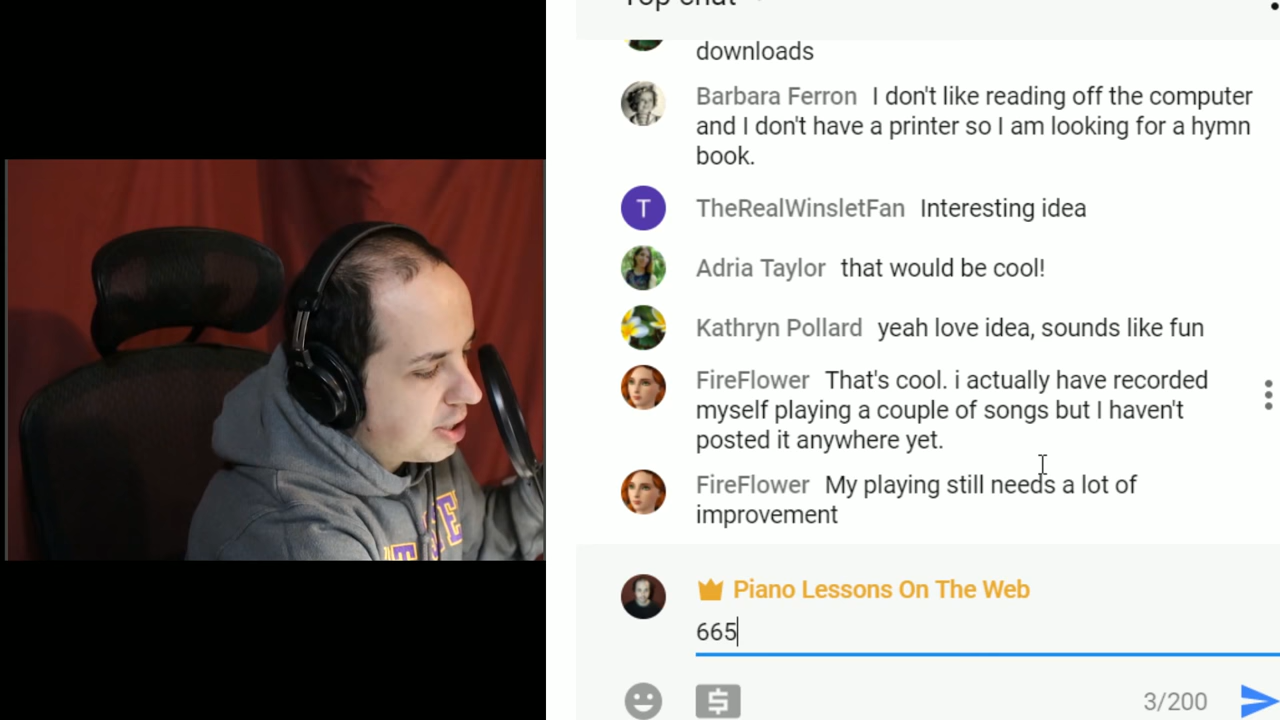 Top chat
downloads
Barbara Ferron I don't like reading off the computer
and I don't have a printer so I am looking for a hymn
book.
T TheRealWinsletFan Interesting idea
Adria Taylor that would be cool!
Kathryn Pollard yeah love idea, sounds like fun
FireFlower That's cool. i actually have recorded
myself playing a couple of songs but I haven't
posted it anywhere yet.
FireFlower My playing still needs a lot of
improvement
Piano Lessons On The Web
665
3/200